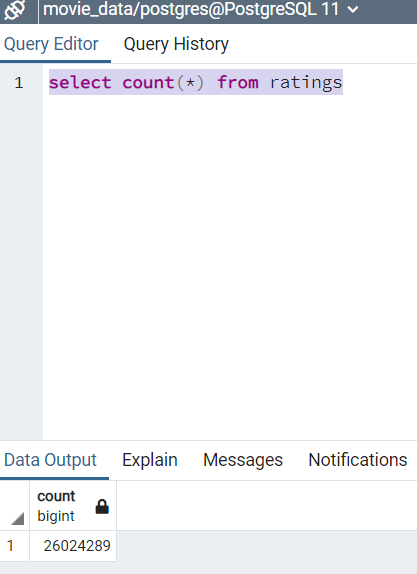 movie_data/postgres@PostgreSQL 11
Query Editor Query History
1 select count(*) from ratings
Data Output Explain Messages Notifications
count
bigint
1 26024289